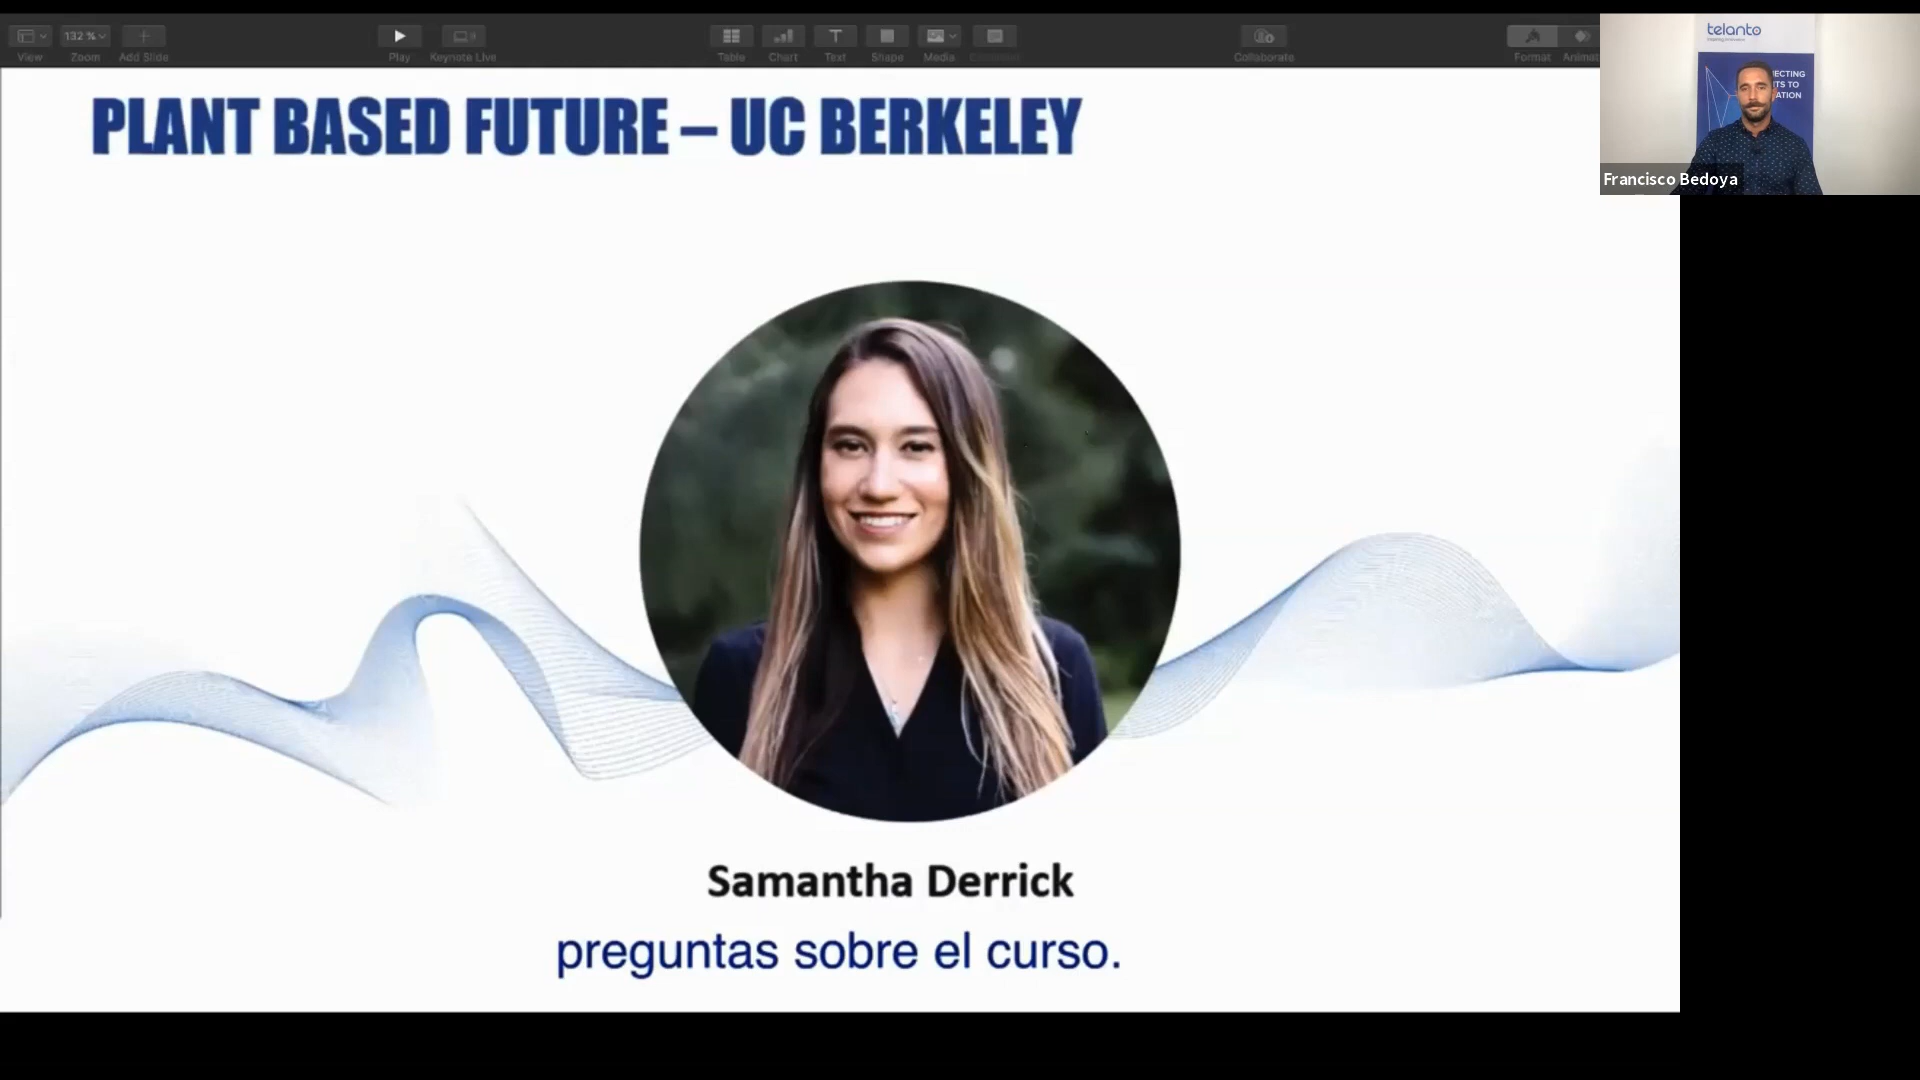 132 %
View
Zoom
Add Slide
Play
Keynote Live
Table
Chart
Text
Shape
Media
Collaborate
Format
telanto
Francisco Bedoya
PLANT BASED FUTURE – UC BERKELEY
Samantha Derrick
preguntas sobre el curso.